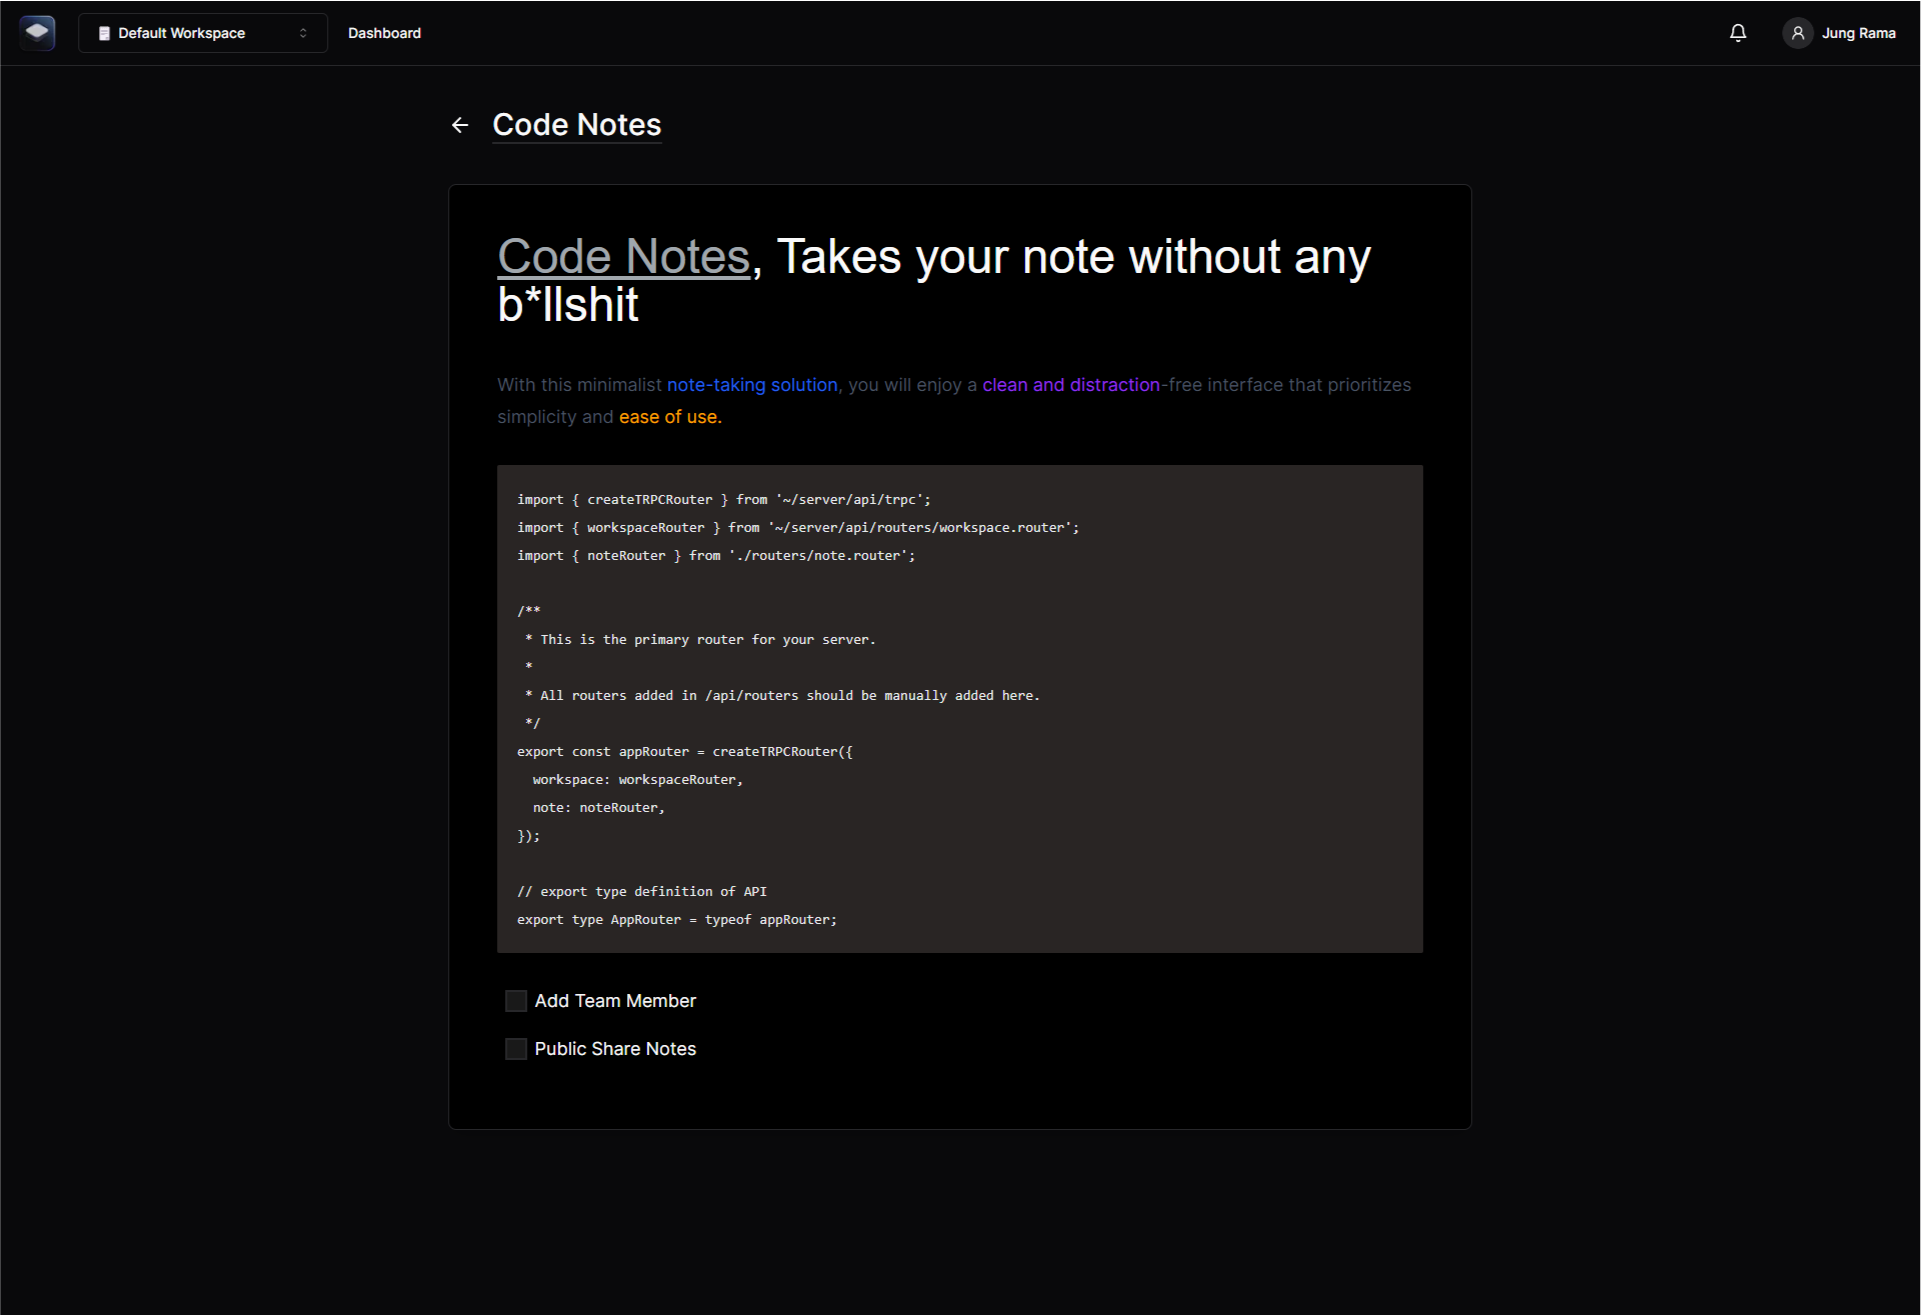 Default Workspace
Dashboard
Jung Rama
Code Notes
Code Notes, Takes your note without any
b*llshit
With this minimalist note-taking solution, you will enjoy a clean and distraction-free interface that prioritizes
simplicity and ease of use.
import { createTRPCRouter } from '~/server/api/trpc';
import { workspaceRouter } from '~/server/api/routers/workspace.router';
import { noteRouter } from './routers/note.router';
/**
 * This is the primary router for your server.
 *
 * All routers added in /api/routers should be manually added here.
 */
export const appRouter = createTRPCRouter({
  workspace: workspaceRouter,
  note: noteRouter,
});
// export type definition of API
export type AppRouter = typeof appRouter;
Add Team Member
Public Share Notes